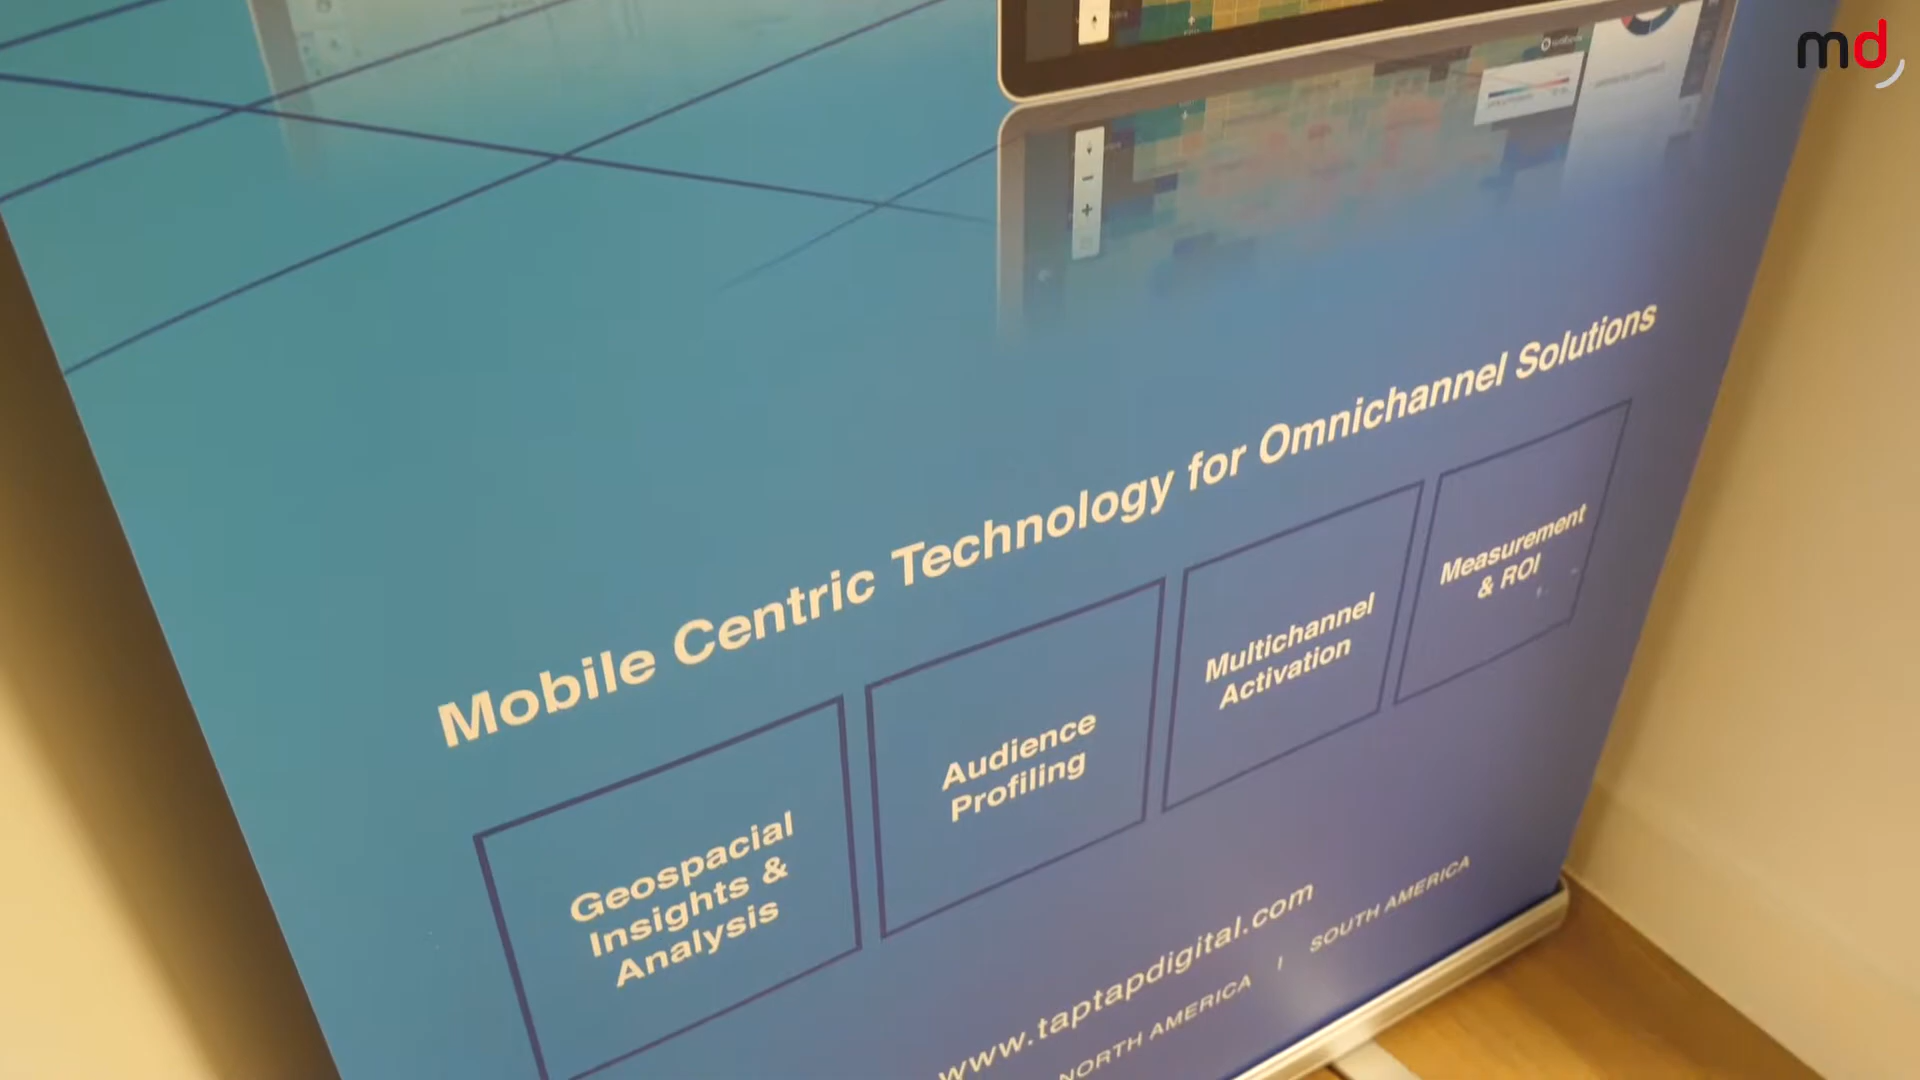 md
Mobile Centric Technology for Omnichannel Solutions
Geospacial
Insights &
Analysis
Audience
Profiling
Multichannel
Activation
Measurement
& ROI
www.taptapdigital.com
NORTH AMERICA | SOUTH AMERICA